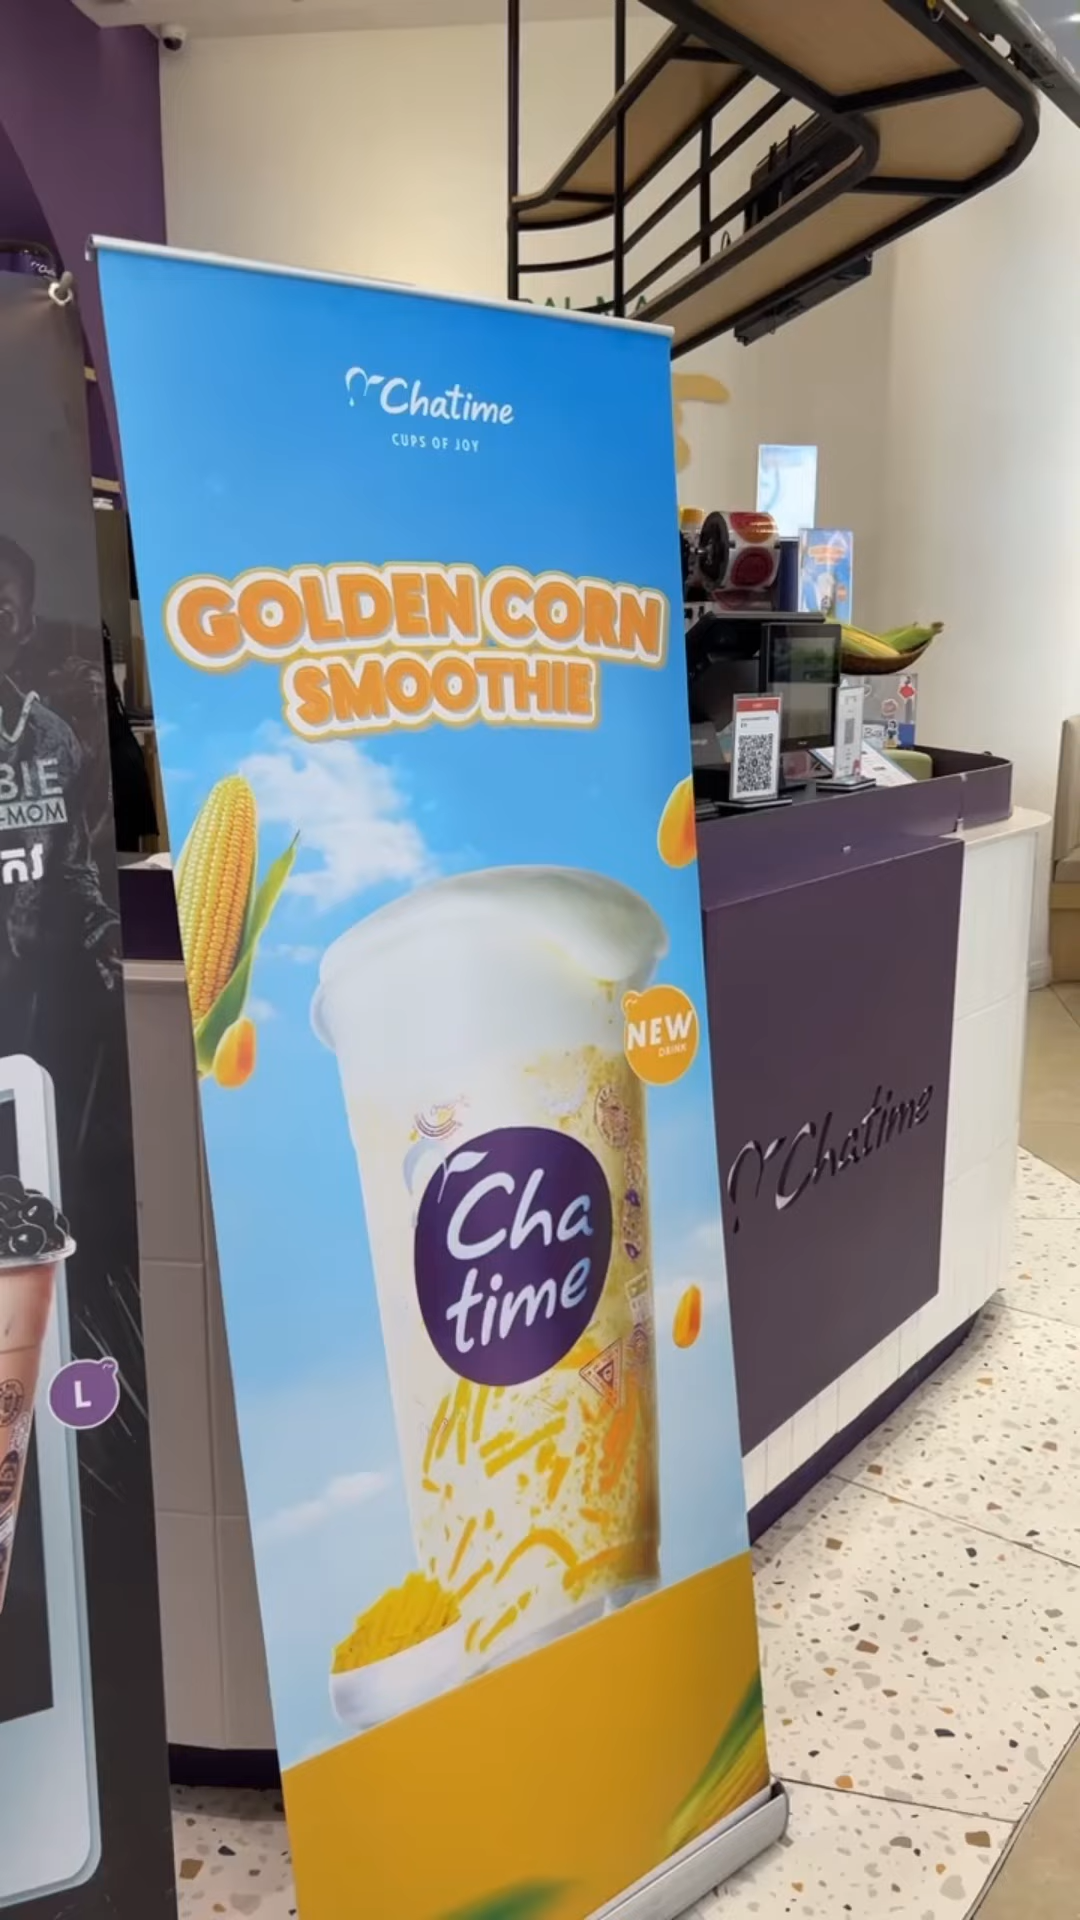 Chatime
CUPS OF JOY
GOLDEN CORN
SMOOTHIE
NEW
DRINK
Cha
time
Chatime
BIE
-MOM
L